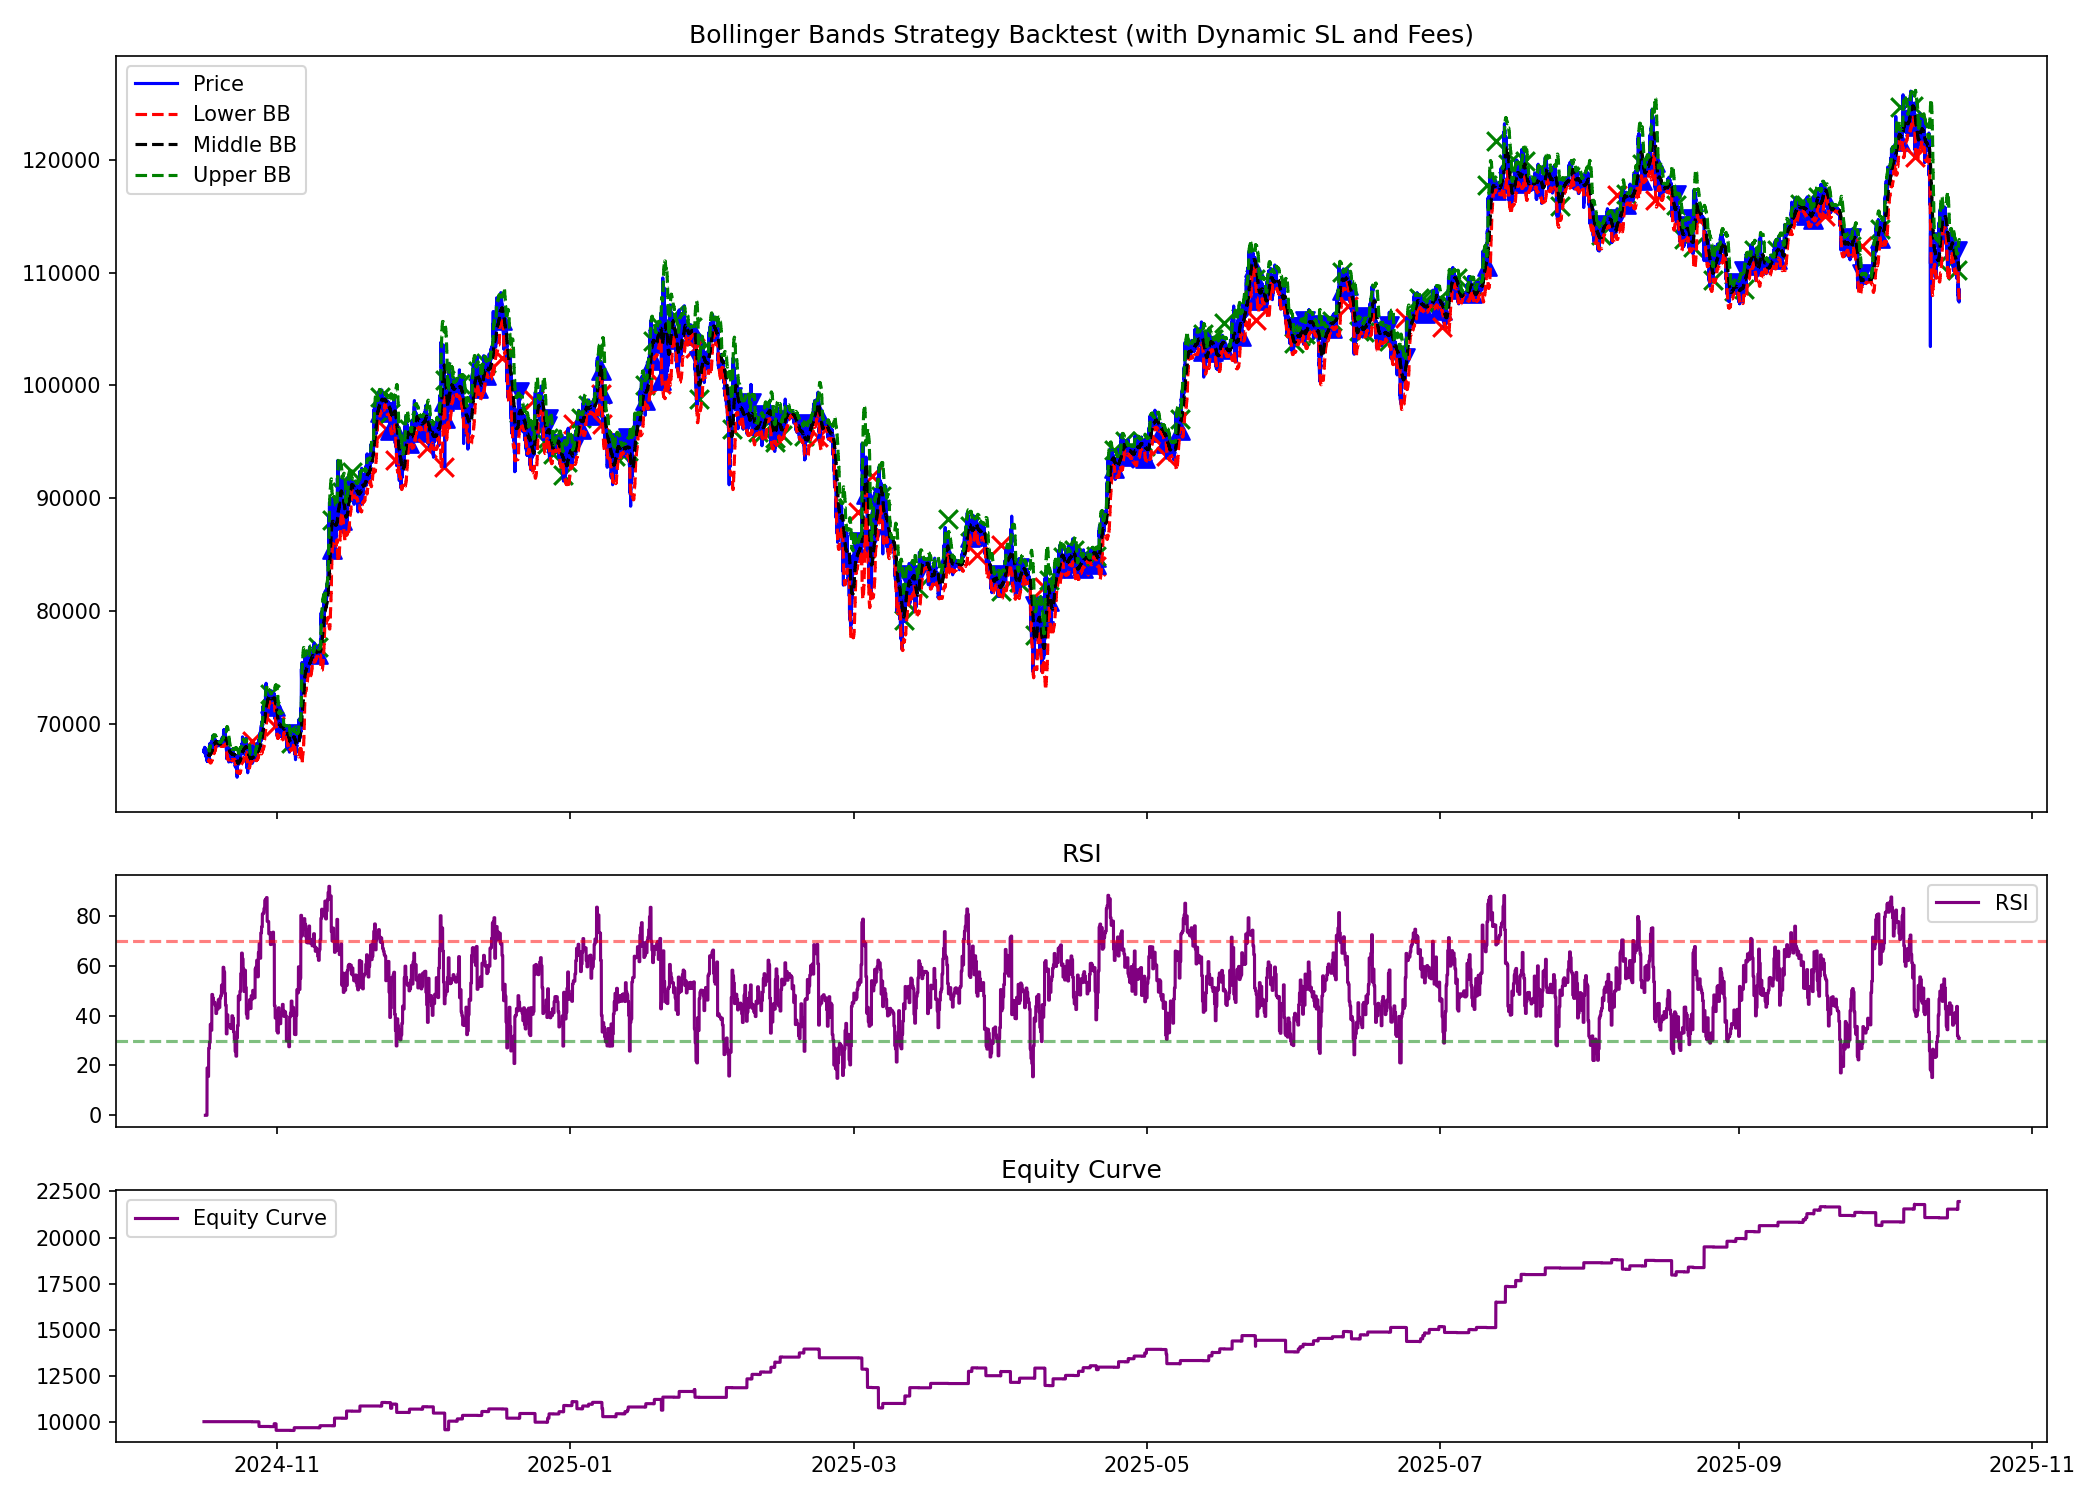 Bollinger Bands Strategy Backtest (with Dynamic SL and Fees)
Price
Lower BB
Middle BB
Upper BB
120000
110000
100000
90000
80000
70000
RSI
RSI
80
60
40
20
0
Equity Curve
Equity Curve
22500
20000
17500
15000
12500
10000
2024-11
2025-01
2025-03
2025-05
2025-07
2025-09
2025-11